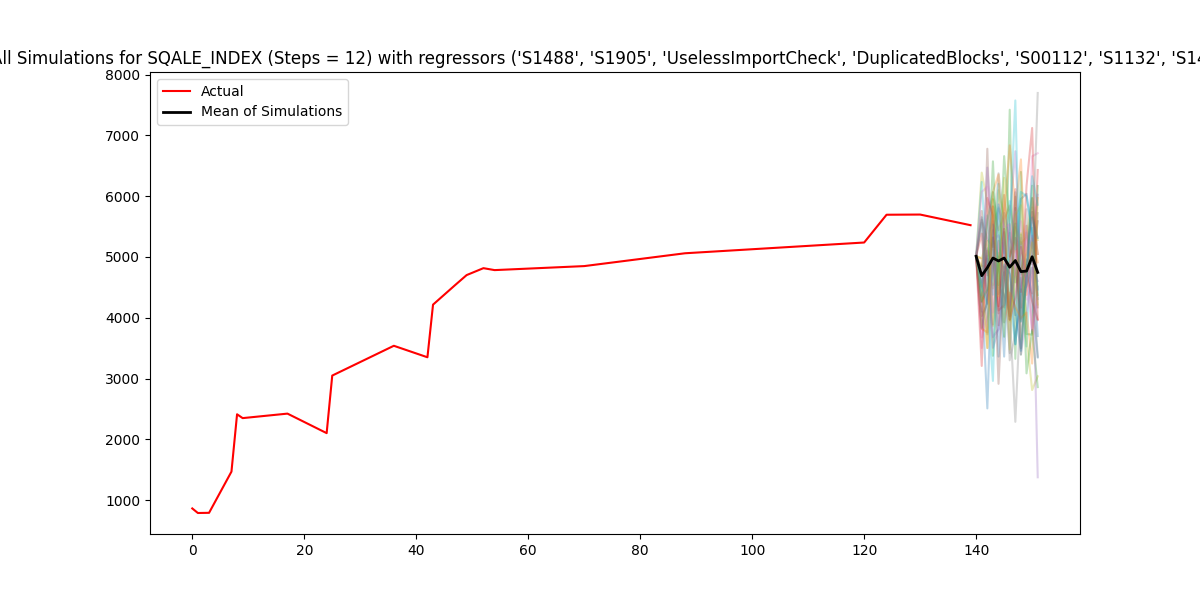 ll Simulations for SQALE_INDEX (Steps = 12) with regressors ('S1488', 'S1905', 'UselessImportCheck', 'DuplicatedBlocks', 'S00112', 'S1132', 'S14
Actual
Mean of Simulations
8000
7000
6000
5000
4000
3000
2000
1000
0 20 40 60 80 100 120 140